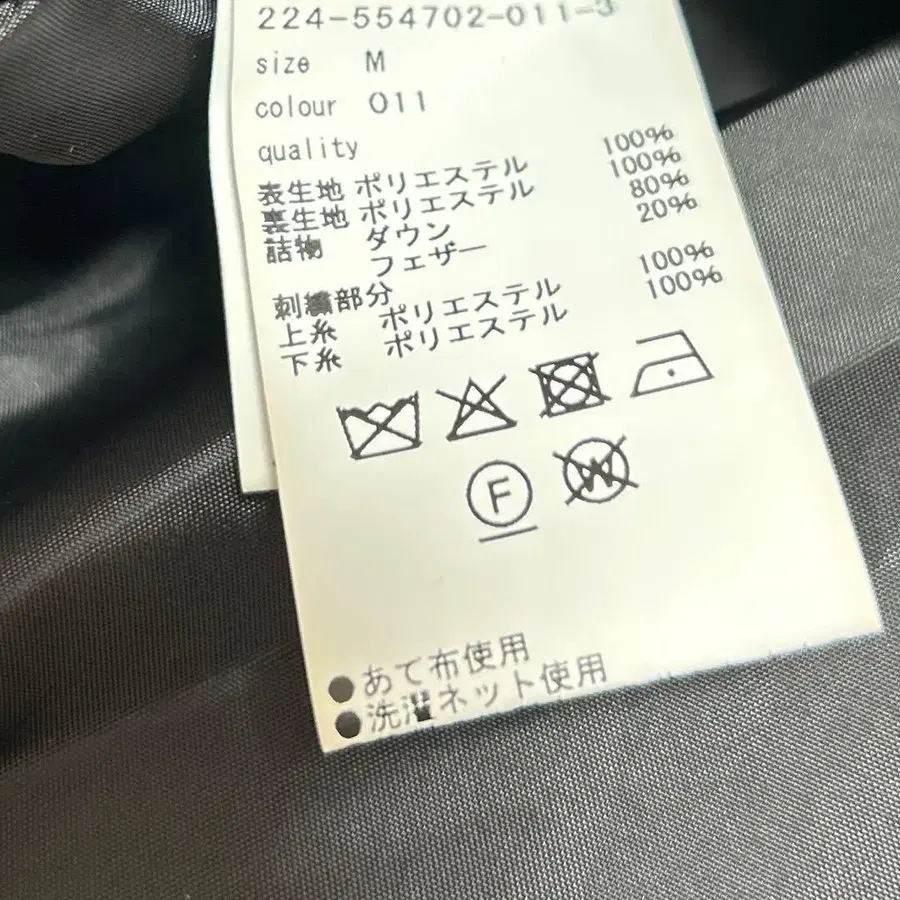 224-554702-011-3
size M
colour 011
quality
表生地 ポリエステル 100%
裏生地 ポリエステル 100%
詰物 ダウン 80%
フェザー 20%
刺繍部分
上糸 ポリエステル 100%
下糸 ポリエステル 100%
F W
●あて布使用
●洗濯ネット使用